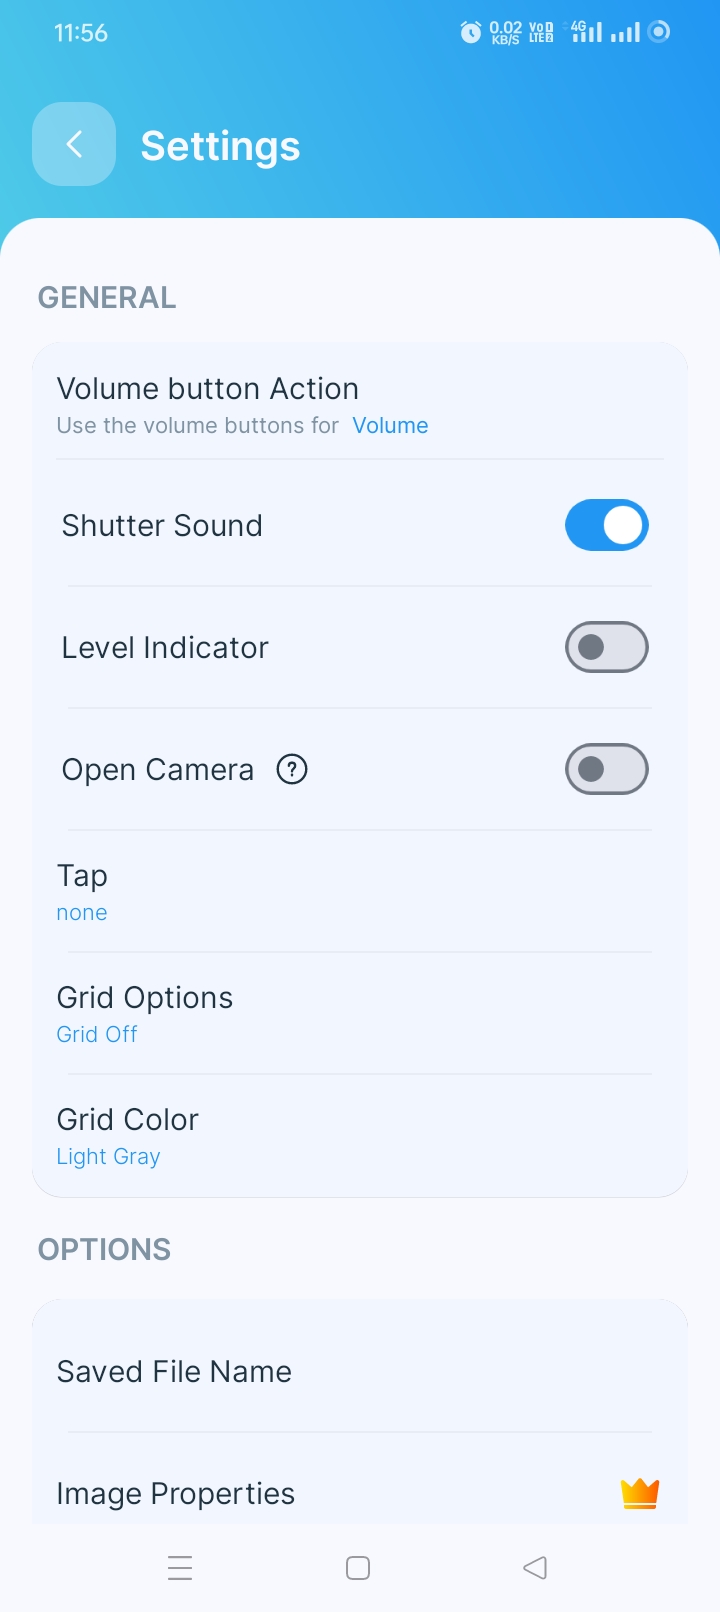 11:56
0.02 KB/S
Vo 1 LTE 2
4G
Settings
GENERAL
Volume button Action
Use the volume buttons for Volume
Shutter Sound
Level Indicator
Open Camera ?
Tap
none
Grid Options
Grid Off
Grid Color
Light Gray
OPTIONS
Saved File Name
Image Properties